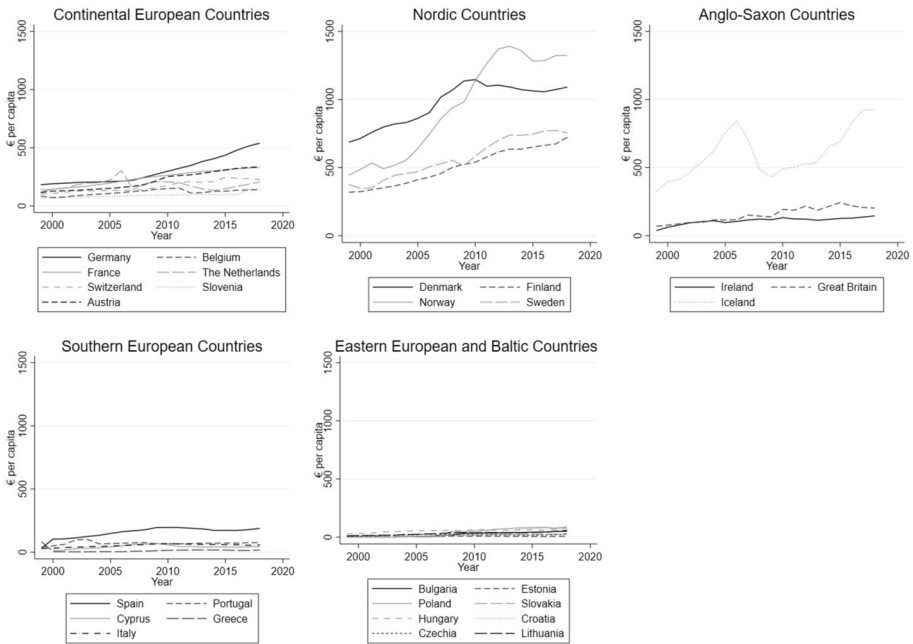 Continental European Countries
€ per capita
1500
1000
500
0
2000 2005 2010 2015 2020
Year
Germany Belgium
France The Netherlands
Switzerland Slovenia
Austria
Nordic Countries
€ per capita
1500
1000
500
0
2000 2005 2010 2015 2020
Year
Denmark Finland
Norway Sweden
Anglo-Saxon Countries
€ per capita
1500
1000
500
0
2000 2005 2010 2015 2020
Year
Ireland Great Britain
Iceland
Southern European Countries
€ per capita
1500
1000
500
0
2000 2005 2010 2015 2020
Year
Spain Portugal
Cyprus Greece
Italy
Eastern European and Baltic Countries
€ per capita
1500
1000
500
0
2000 2005 2010 2015 2020
Year
Bulgaria Estonia
Poland Slovakia
Hungary Croatia
Czechia Lithuania